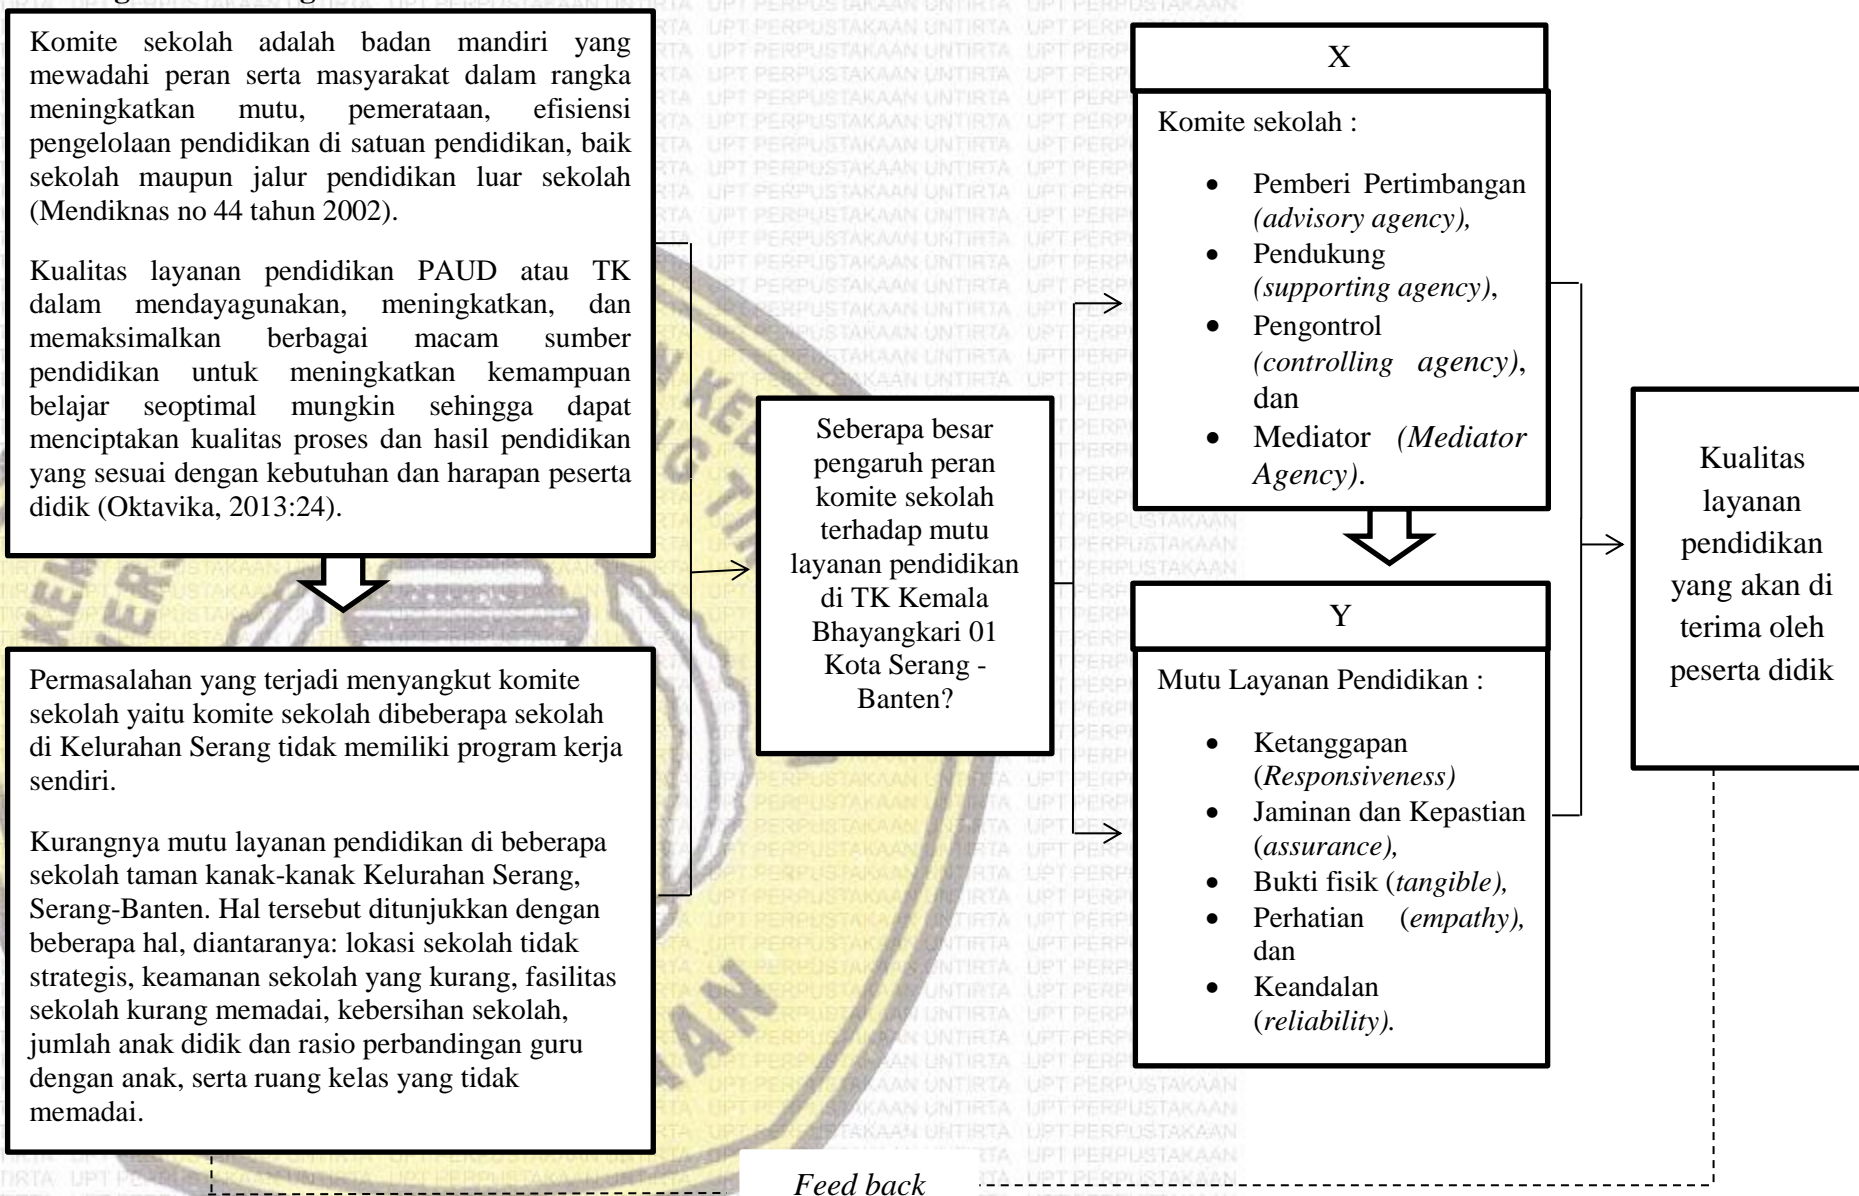 Komite sekolah adalah badan mandiri yang
mewadahi peran serta masyarakat dalam rangka
meningkatkan mutu, pemerataan, efisiensi
pengelolaan pendidikan di satuan pendidikan, baik
sekolah maupun jalur pendidikan luar sekolah
(Mendiknas no 44 tahun 2002).
Kualitas layanan pendidikan PAUD atau TK
dalam mendayagunakan, meningkatkan, dan
memaksimalkan berbagai macam sumber
pendidikan untuk meningkatkan kemampuan
belajar seoptimal mungkin sehingga dapat
menciptakan kualitas proses dan hasil pendidikan
yang sesuai dengan kebutuhan dan harapan peserta
didik (Oktavika, 2013:24).
Permasalahan yang terjadi menyangkut komite
sekolah yaitu komite sekolah dibeberapa sekolah
di Kelurahan Serang tidak memiliki program kerja
sendiri.
Kurangnya mutu layanan pendidikan di beberapa
sekolah taman kanak-kanak Kelurahan Serang,
Serang-Banten. Hal tersebut ditunjukkan dengan
beberapa hal, diantaranya: lokasi sekolah tidak
strategis, keamanan sekolah yang kurang, fasilitas
sekolah kurang memadai, kebersihan sekolah,
jumlah anak didik dan rasio perbandingan guru
dengan anak, serta ruang kelas yang tidak
memadai.
Seberapa besar
pengaruh peran
komite sekolah
terhadap mutu
layanan pendidikan
di TK Kemala
Bhayangkari 01
Kota Serang -
Banten?
X
Komite sekolah :
• Pemberi Pertimbangan
(advisory agency),
• Pendukung
(supporting agency),
• Pengontrol
(controlling agency),
dan
• Mediator (Mediator
Agency).
Y
Mutu Layanan Pendidikan :
• Ketanggapan
(Responsiveness)
• Jaminan dan Kepastian
(assurance),
• Bukti fisik (tangible),
• Perhatian (empathy),
dan
• Keandalan
(reliability).
Kualitas
layanan
pendidikan
yang akan di
terima oleh
peserta didik
Feed back